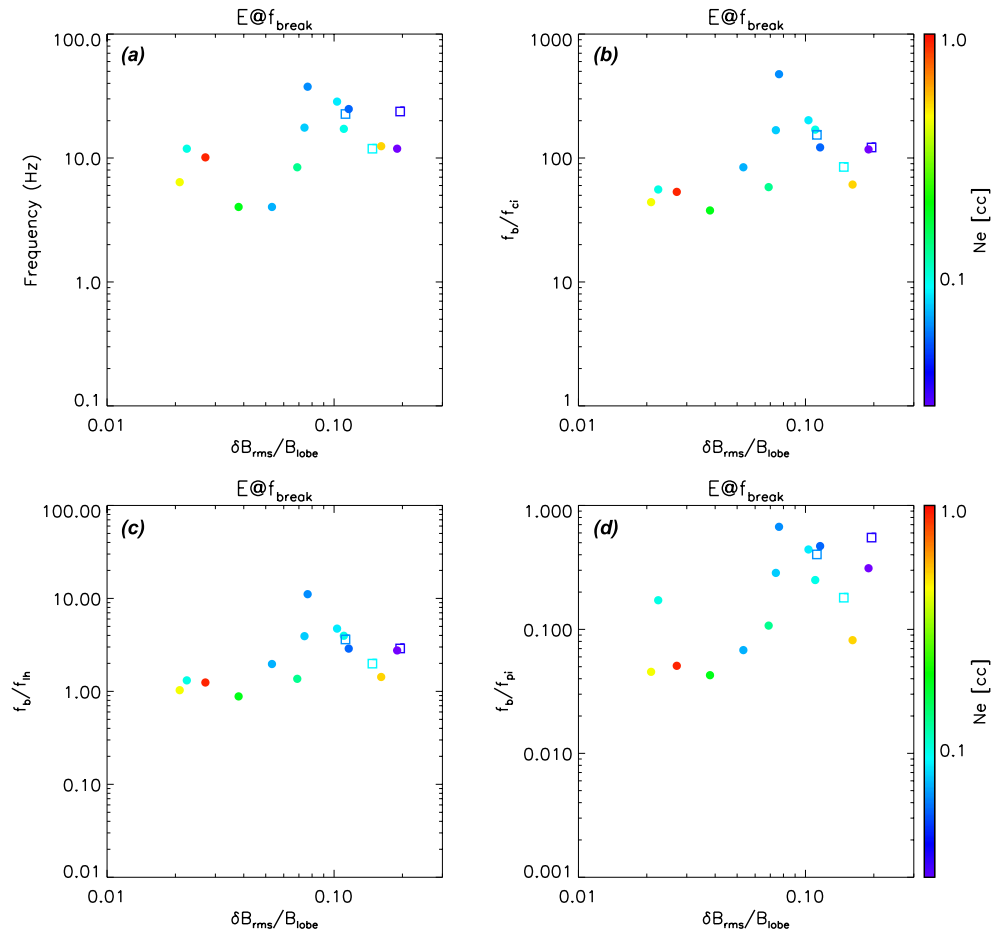 E@f_break
(a)
100.0
10.0
1.0
0.1
Frequency (Hz)
0.01
0.10
δB_rms/B_lobe
E@f_break
(b)
1000
100
10
1
f_b/f_ci
0.01
0.10
δB_rms/B_lobe
1.0
0.1
Ne [cc]
E@f_break
(c)
100.00
10.00
1.00
0.10
0.01
f_b/f_lh
0.01
0.10
δB_rms/B_lobe
E@f_break
(d)
1.000
0.100
0.010
0.001
f_b/f_pi
0.01
0.10
δB_rms/B_lobe
1.0
0.1
Ne [cc]